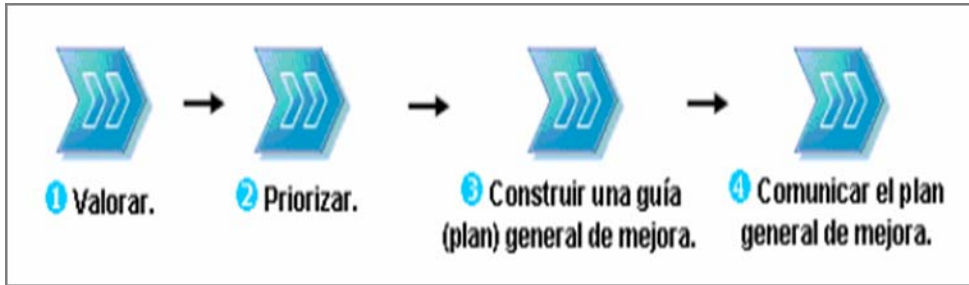 1 Valorar.
2 Priorizar.
3 Construir una guía
(plan) general de mejora.
4 Comunicar el plan
general de mejora.